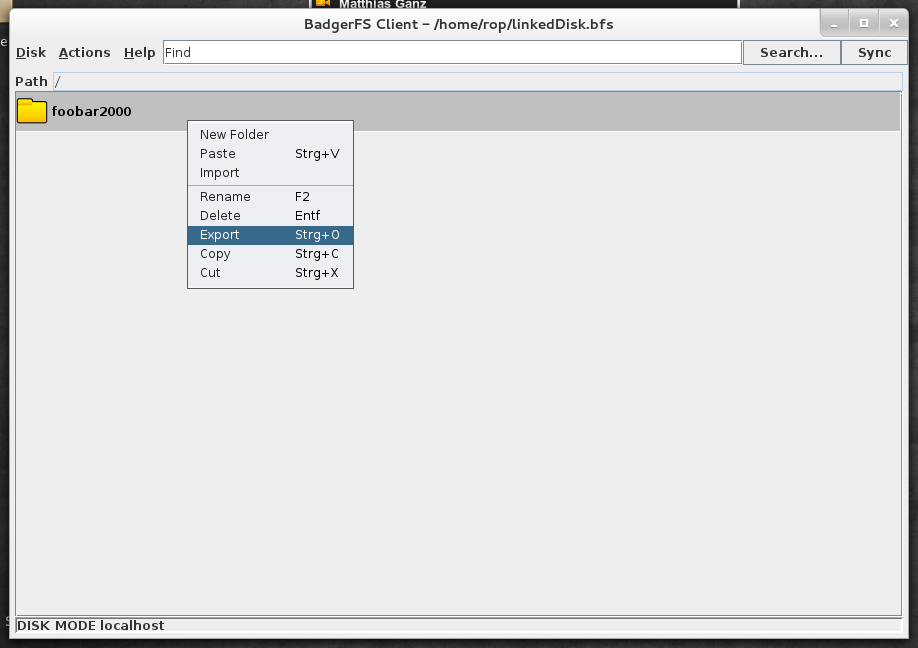 Matthias Ganz
BadgerFS Client – /home/rop/linkedDisk.bfs
Disk Actions Help Find Search... Sync
Path /
foobar2000
New Folder
Paste Strg+V
Import
Rename F2
Delete Entf
Export Strg+O
Copy Strg+C
Cut Strg+X
DISK MODE localhost